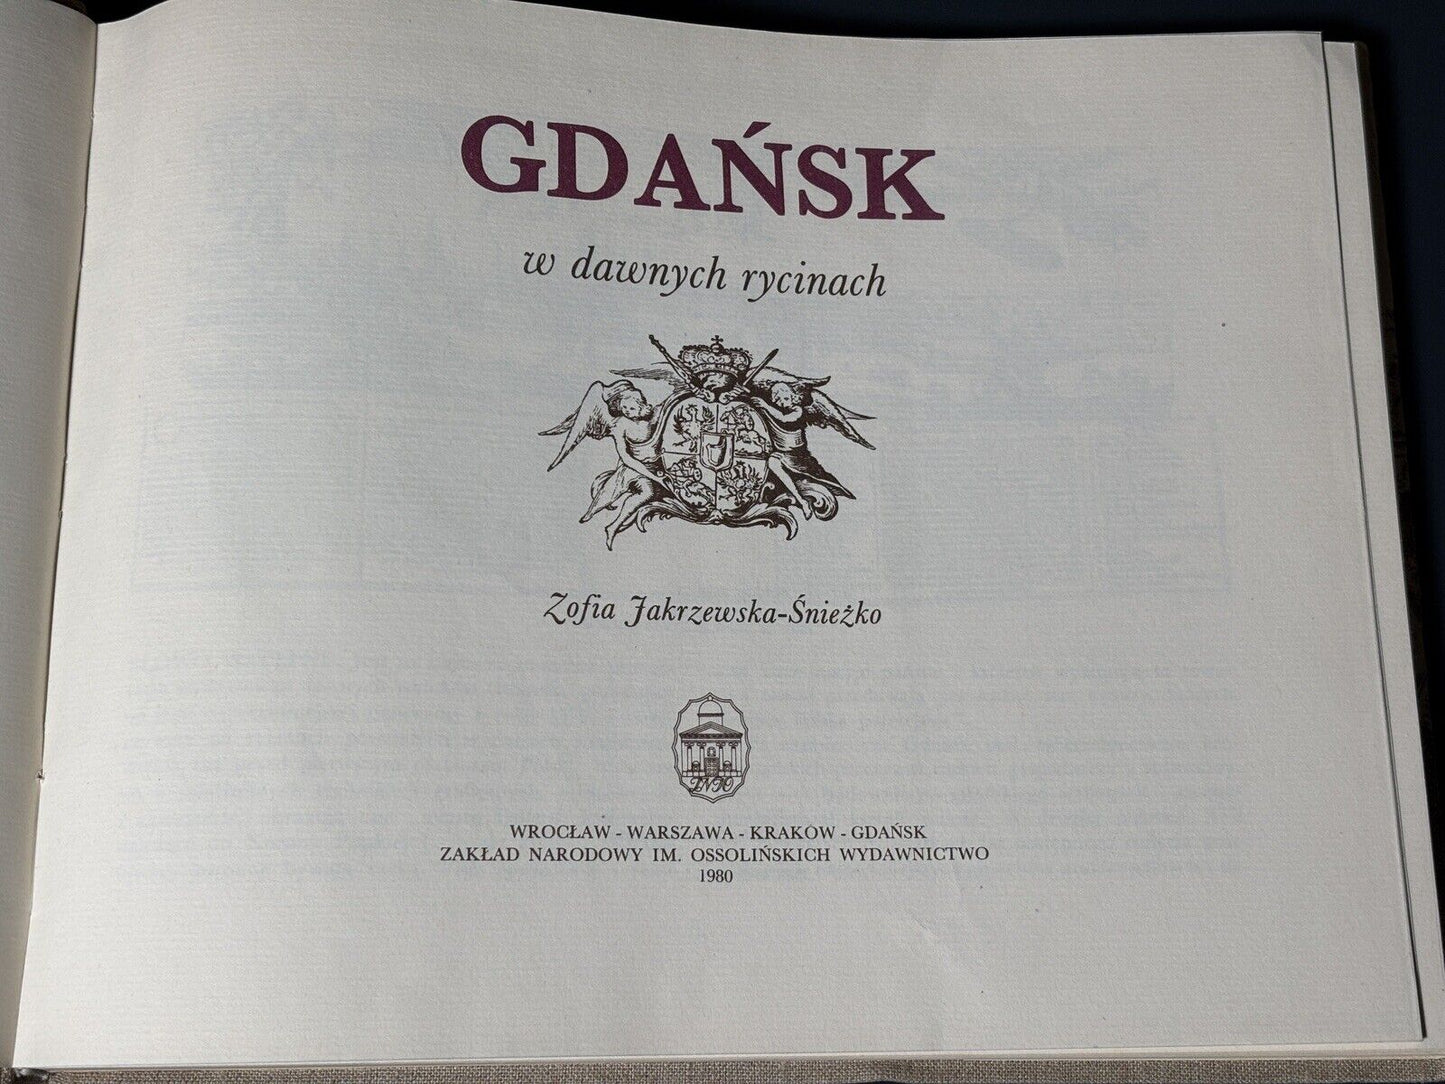 GDAŃSK
w dawnych rycinach
Zofia Jakrzewska-Śnieżko
WROCŁAW - WARSZAWA - KRAKÓW - GDAŃSK
ZAKŁAD NARODOWY IM. OSSOLIŃSKICH WYDAWNICTWO
1980